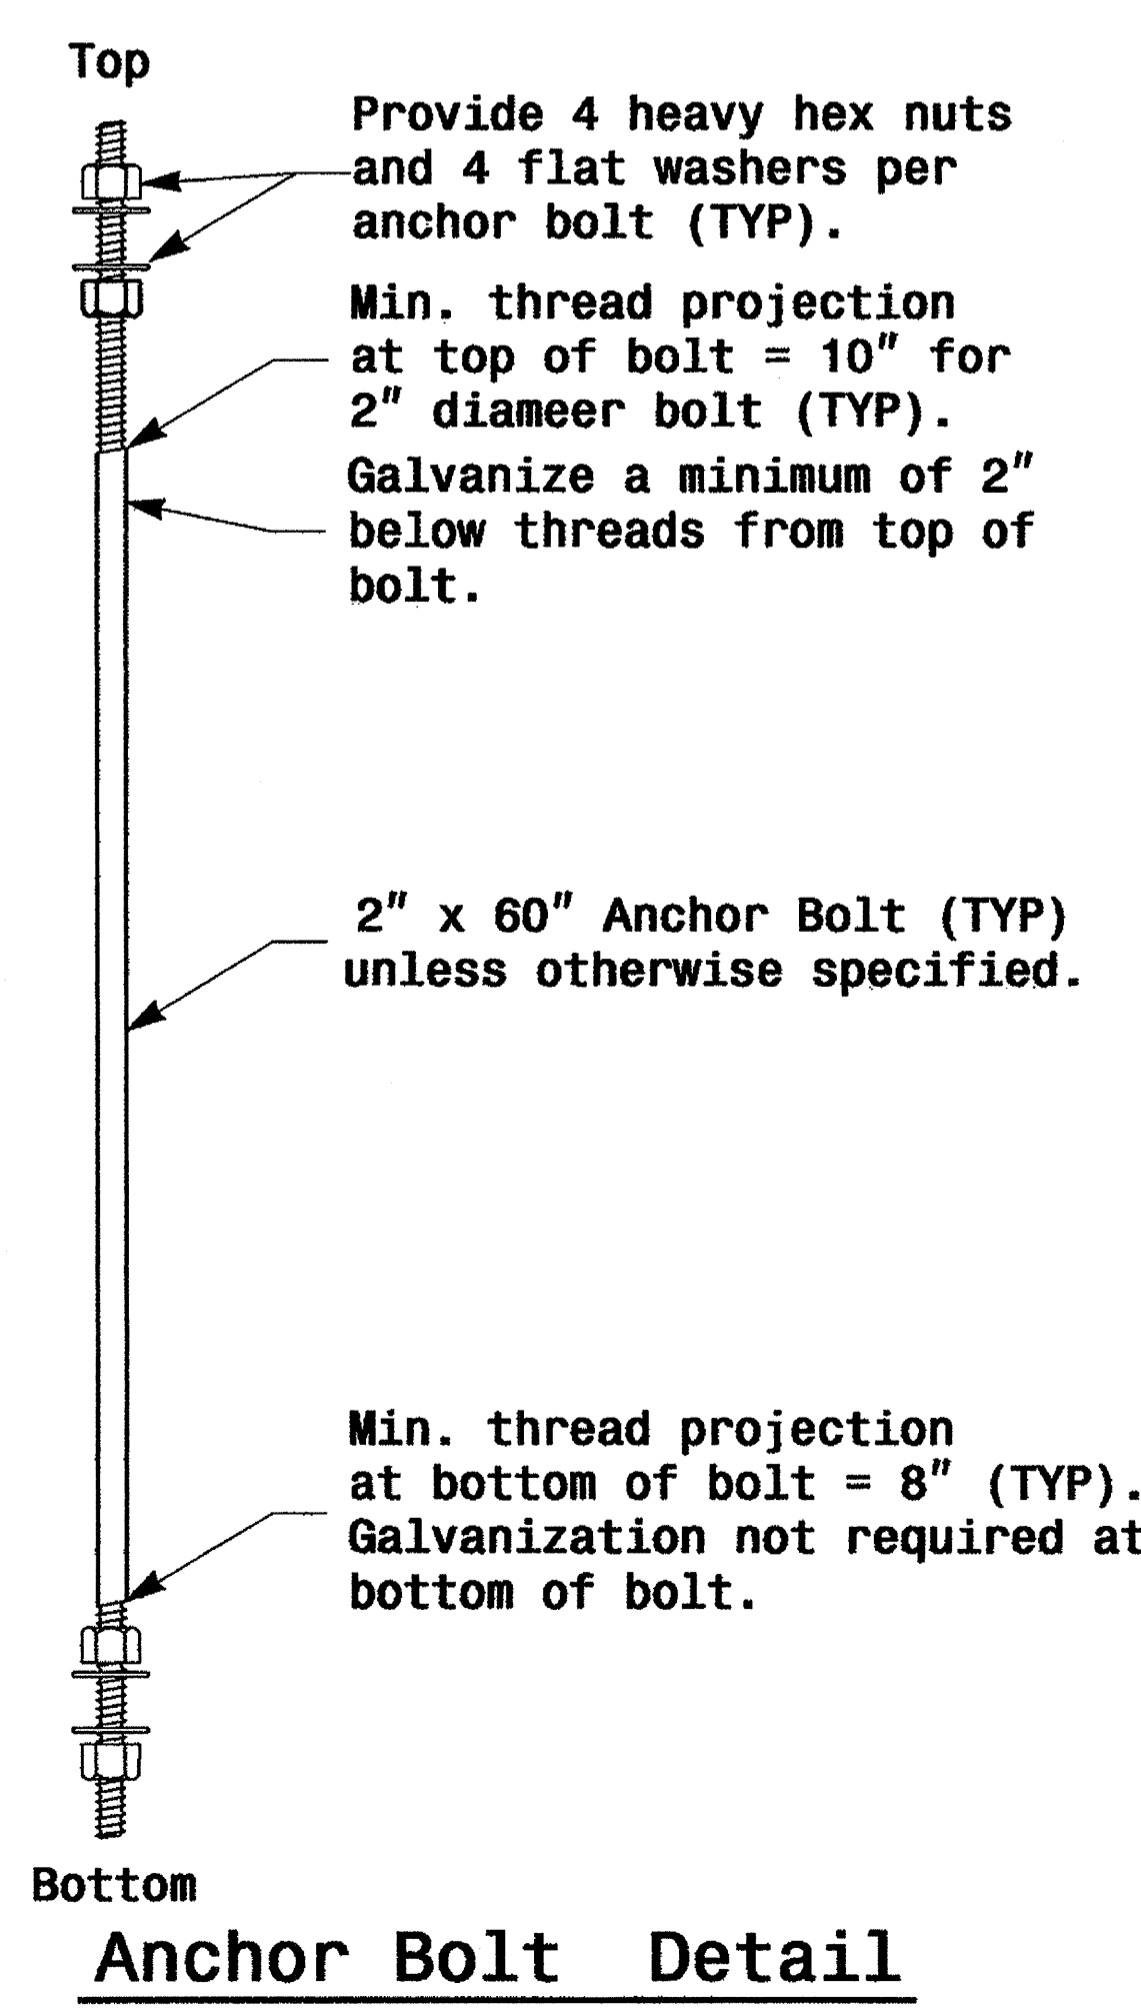 Top
Provide 4 heavy hex nuts
and 4 flat washers per
anchor bolt (TYP).
Min. thread projection
at top of bolt = 10" for
2" diameer bolt (TYP).
Galvanize a minimum of 2"
below threads from top of
bolt.
2" x 60" Anchor Bolt (TYP)
unless otherwise specified.
Min. thread projection
at bottom of bolt = 8" (TYP).
Galvanization not required at
bottom of bolt.
Bottom
Anchor Bolt Detail